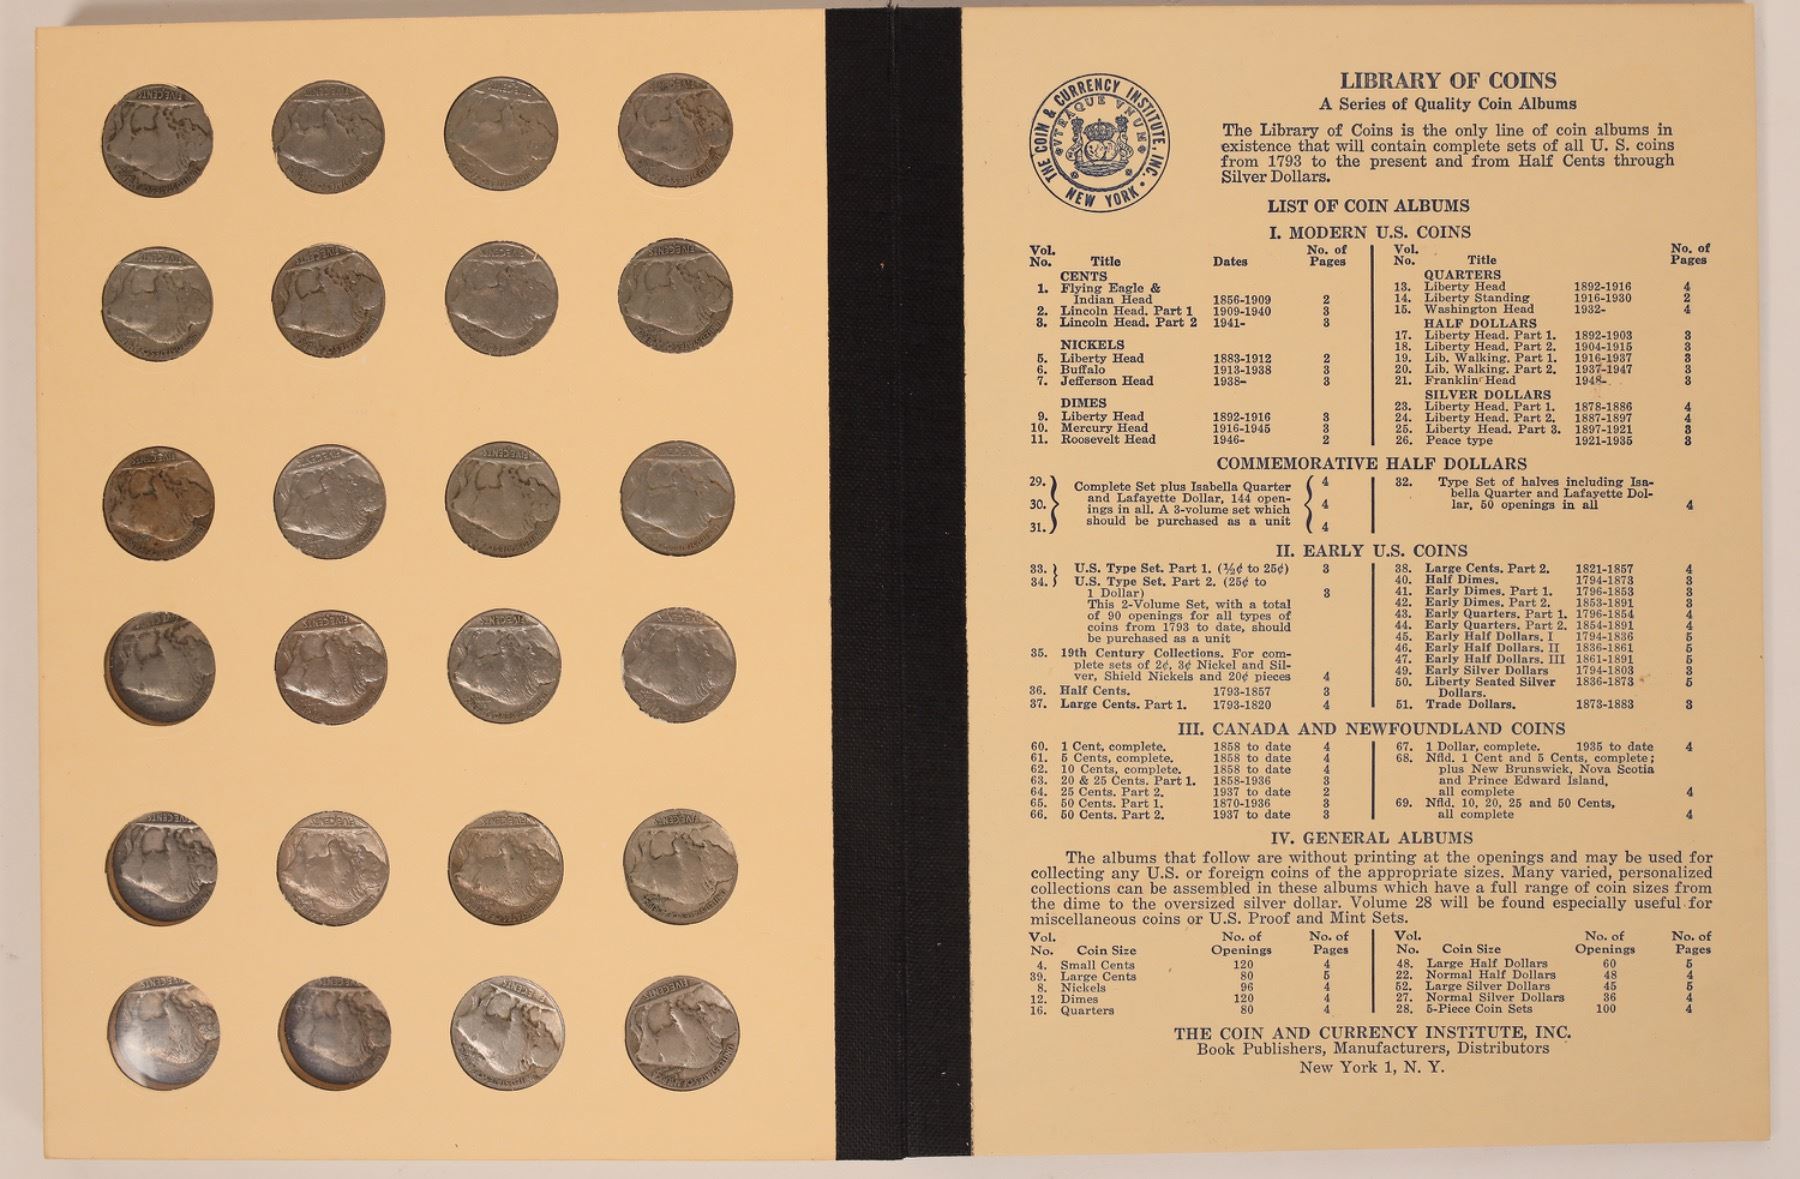 THE COIN & CURRENCY INSTITUTE, INC.
NEW YORK
VTRAQUE VNUM
LIBRARY OF COINS
A Series of Quality Coin Albums
The Library of Coins is the only line of coin albums in
existence that will contain complete sets of all U. S. coins
from 1793 to the present and from Half Cents through
Silver Dollars.
LIST OF COIN ALBUMS
I. MODERN U.S. COINS
Vol. No. of
No. Title Dates Pages
CENTS
1. Flying Eagle &
Indian Head 1856-1909 2
2. Lincoln Head, Part 1 1909-1940 3
3. Lincoln Head, Part 2 1941- 3
NICKELS
5. Liberty Head 1883-1912 2
6. Buffalo 1913-1938 3
7. Jefferson Head 1938- 3
DIMES
9. Liberty Head 1892-1916 3
10. Mercury Head 1916-1945 3
11. Roosevelt Head 1946- 2
Vol. No. of
No. Title Pages
QUARTERS
13. Liberty Head 1892-1916 4
14. Liberty Standing 1916-1930 2
15. Washington Head 1932- 4
HALF DOLLARS
17. Liberty Head. Part 1. 1892-1903 3
18. Liberty Head. Part 2. 1904-1915 3
19. Lib. Walking. Part 1. 1916-1937 3
20. Lib. Walking. Part 2. 1937-1947 3
21. Franklin Head 1948- 3
SILVER DOLLARS
23. Liberty Head. Part 1. 1878-1886 4
24. Liberty Head. Part 2. 1887-1897 4
25. Liberty Head. Part 3. 1897-1921 3
26. Peace type 1921-1935 3
COMMEMORATIVE HALF DOLLARS
29. 4
30. 4
31. 4
Complete Set plus Isabella Quarter
and Lafayette Dollar, 144 open-
ings in all. A 3-volume set which
should be purchased as a unit
32. Type Set of halves including Isa-
bella Quarter and Lafayette Dol-
lar, 50 openings in all 4
II. EARLY U.S. COINS
33. U.S. Type Set. Part 1. (½¢ to 25¢) 3
34. U.S. Type Set. Part 2. (25¢ to
1 Dollar) 3
This 2-Volume Set, with a total
of 90 openings for all types of
coins from 1793 to date, should
be purchased as a unit
35. 19th Century Collections. For com-
plete sets of 2¢, 3¢ Nickel and Sil-
ver, Shield Nickels and 20¢ pieces 4
36. Half Cents. 1793-1857 3
37. Large Cents. Part 1. 1793-1820 4
38. Large Cents. Part 2. 1821-1857 4
40. Half Dimes. 1794-1873 3
41. Early Dimes. Part 1. 1796-1853 3
42. Early Dimes. Part 2. 1853-1891 3
43. Early Quarters. Part 1. 1796-1854 4
44. Early Quarters. Part 2. 1854-1891 4
45. Early Half Dollars. I 1794-1836 5
46. Early Half Dollars. II 1836-1861 5
47. Early Half Dollars. III 1861-1891 5
49. Early Silver Dollars 1794-1803 3
50. Liberty Seated Silver 1836-1873 5
Dollars.
51. Trade Dollars. 1873-1883 3
III. CANADA AND NEWFOUNDLAND COINS
60. 1 Cent, complete. 1858 to date 4
61. 5 Cents, complete. 1858 to date 4
62. 10 Cents, complete. 1858 to date 4
63. 20 & 25 Cents. Part 1. 1858-1936 3
64. 25 Cents. Part 2. 1937 to date 2
65. 50 Cents. Part 1. 1870-1936 3
66. 50 Cents. Part 2. 1937 to date 3
67. 1 Dollar, complete. 1935 to date 4
68. Nfld. 1 Cent and 5 Cents, complete;
plus New Brunswick, Nova Scotia
and Prince Edward Island,
all complete 4
69. Nfld. 10, 20, 25 and 50 Cents,
all complete 4
IV. GENERAL ALBUMS
The albums that follow are without printing at the openings and may be used for
collecting any U.S. or foreign coins of the appropriate sizes. Many varied, personalized
collections can be assembled in these albums which have a full range of coin sizes from
the dime to the oversized silver dollar. Volume 28 will be found especially useful for
miscellaneous coins or U.S. Proof and Mint Sets.
Vol. No. of No. of
No. Coin Size Openings Pages
4. Small Cents 120 4
39. Large Cents 80 5
8. Nickels 96 4
12. Dimes 120 4
16. Quarters 80 4
Vol. No. of No. of
No. Coin Size Openings Pages
48. Large Half Dollars 60 5
22. Normal Half Dollars 48 4
52. Large Silver Dollars 45 5
27. Normal Silver Dollars 36 4
28. 5-Piece Coin Sets 100 4
THE COIN AND CURRENCY INSTITUTE, INC.
Book Publishers, Manufacturers, Distributors
New York 1, N. Y.